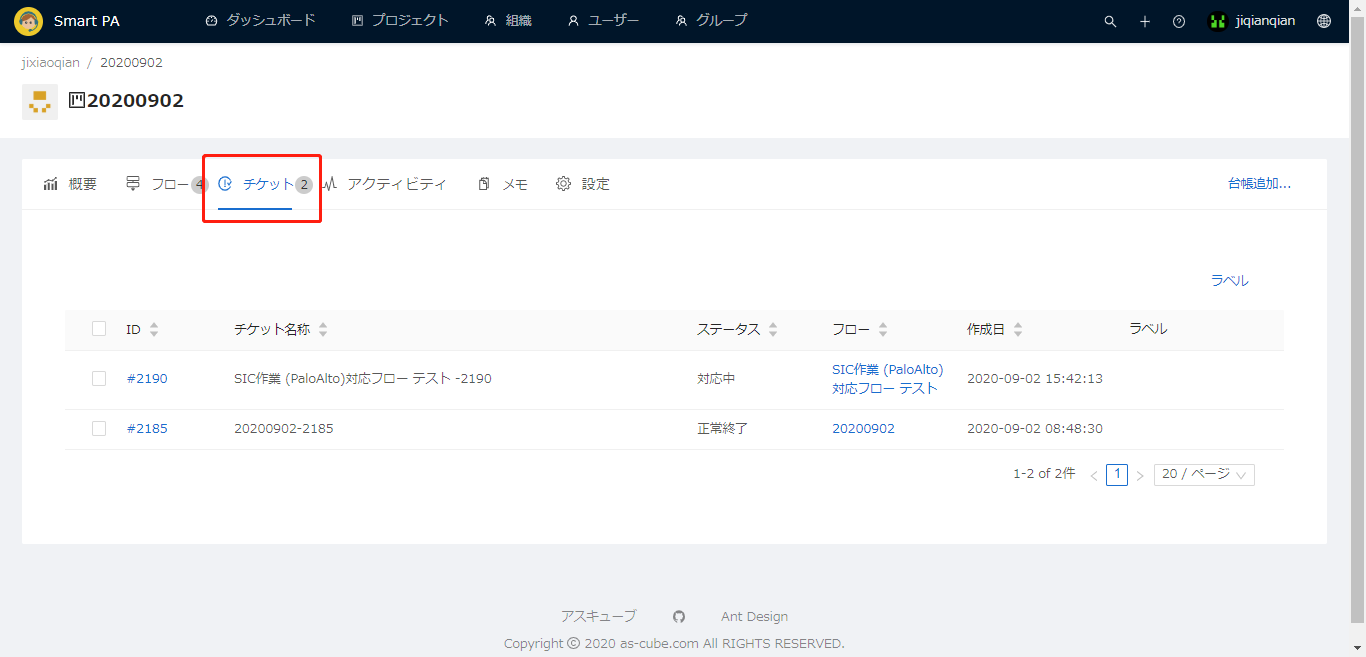 Smart PA ダッシュボード プロジェクト 組織 ユーザー グループ jiqianqian
jixiaoqian / 20200902
20200902
概要 フロー 4 チケット 2 アクティビティ メモ 設定 台帳追加...
ラベル
ID チケット名称 ステータス フロー 作成日 ラベル
#2190 SIC作業 (PaloAlto)対応フロー テスト -2190 対応中 SIC作業 (PaloAlto) 2020-09-02 15:42:13
対応フロー テスト
#2185 20200902-2185 正常終了 20200902 2020-09-02 08:48:30
1-2 of 2件 < 1 > 20 / ページ
アスキューブ Ant Design
Copyright © 2020 as-cube.com All RIGHTS RESERVED.